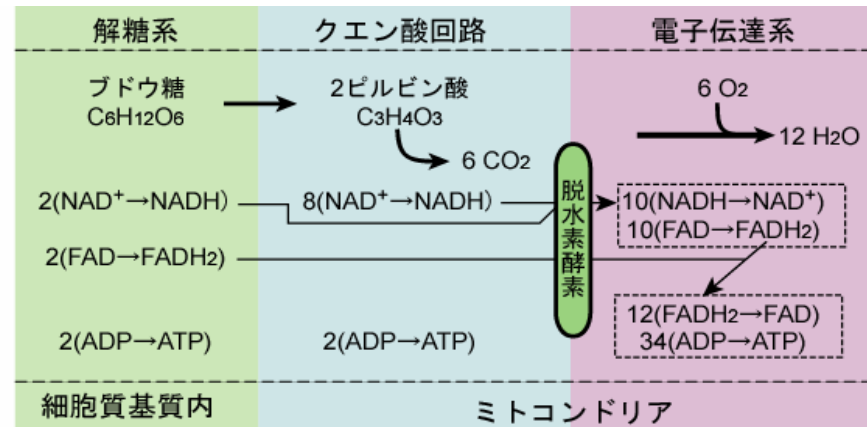 解糖系
クエン酸回路
電子伝達系
ブドウ糖
C6H12O6
2ピルビン酸
C3H4O3
6 CO2
6 O2
12 H2O
2(NAD+→NADH)
8(NAD+→NADH)
脱水素酵素
10(NADH→NAD+)
10(FAD→FADH2)
2(FAD→FADH2)
12(FADH2→FAD)
34(ADP→ATP)
2(ADP→ATP)
2(ADP→ATP)
細胞質基質内
ミトコンドリア